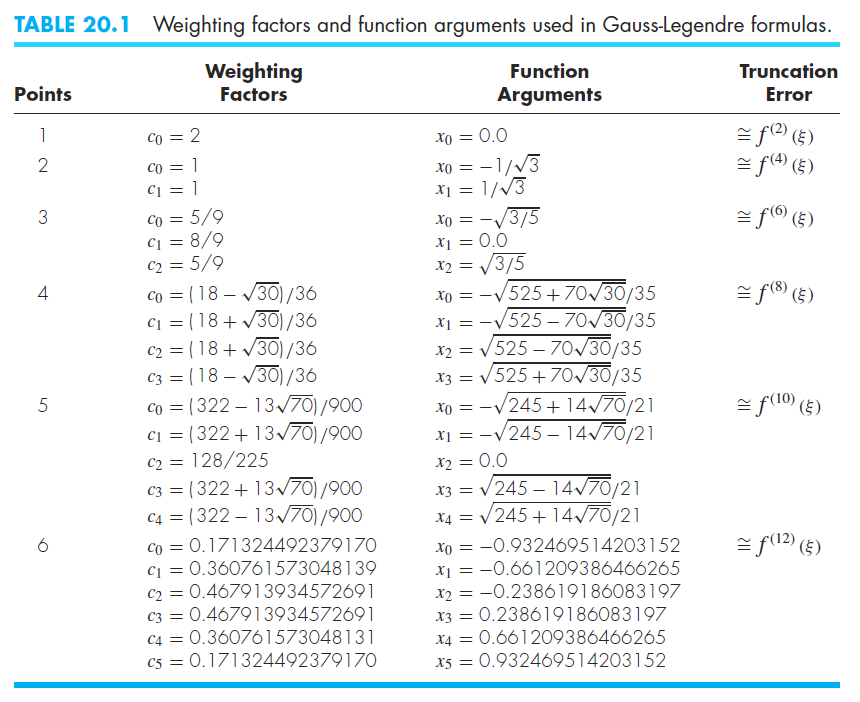 TABLE 20.1 Weighting factors and function arguments used in Gauss-Legendre formulas.
Points Weighting Factors Function Arguments Truncation Error
1 c₀ = 2 x₀ = 0.0 ≅ f⁽²⁾(ξ)
2 c₀ = 1 x₀ = −1/√3 ≅ f⁽⁴⁾(ξ)
c₁ = 1 x₁ = 1/√3
3 c₀ = 5/9 x₀ = −√3/5 ≅ f⁽⁶⁾(ξ)
c₁ = 8/9 x₁ = 0.0
c₂ = 5/9 x₂ = √3/5
4 c₀ = (18 − √30)/36 x₀ = −√525 + 70√30/35 ≅ f⁽⁸⁾(ξ)
c₁ = (18 + √30)/36 x₁ = −√525 − 70√30/35
c₂ = (18 + √30)/36 x₂ = √525 − 70√30/35
c₃ = (18 − √30)/36 x₃ = √525 + 70√30/35
5 c₀ = (322 − 13√70)/900 x₀ = −√245 + 14√70/21 ≅ f⁽¹⁰⁾(ξ)
c₁ = (322 + 13√70)/900 x₁ = −√245 − 14√70/21
c₂ = 128/225 x₂ = 0.0
c₃ = (322 + 13√70)/900 x₃ = √245 − 14√70/21
c₄ = (322 − 13√70)/900 x₄ = √245 + 14√70/21
6 c₀ = 0.171324492379170 x₀ = −0.932469514203152 ≅ f⁽¹²⁾(ξ)
c₁ = 0.360761573048139 x₁ = −0.661209386466265
c₂ = 0.467913934572691 x₂ = −0.238619186083197
c₃ = 0.467913934572691 x₃ = 0.238619186083197
c₄ = 0.360761573048131 x₄ = 0.661209386466265
c₅ = 0.171324492379170 x₅ = 0.932469514203152